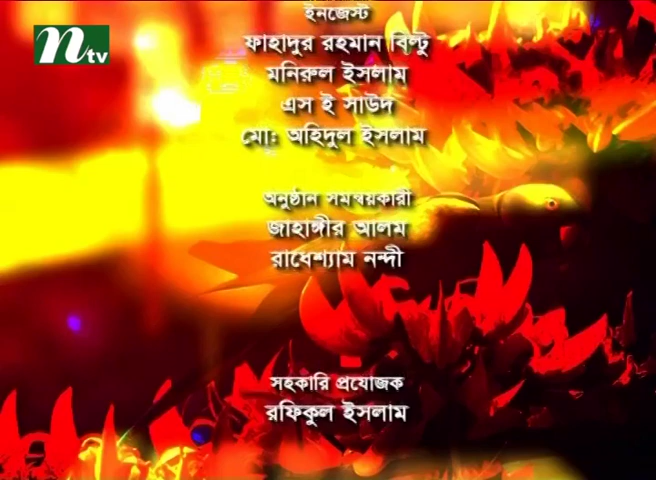 ntv
ইনজেস্ট
ফাহাদুর রহমান বিল্টু
মনিরুল ইসলাম
এস ই সাউদ
মো: অহিদুল ইসলাম
অনুষ্ঠান সমন্বয়কারী
জাহাঙ্গীর আলম
রাধেশ্যাম নন্দী
সহকারি প্রযোজক
রফিকুল ইসলাম